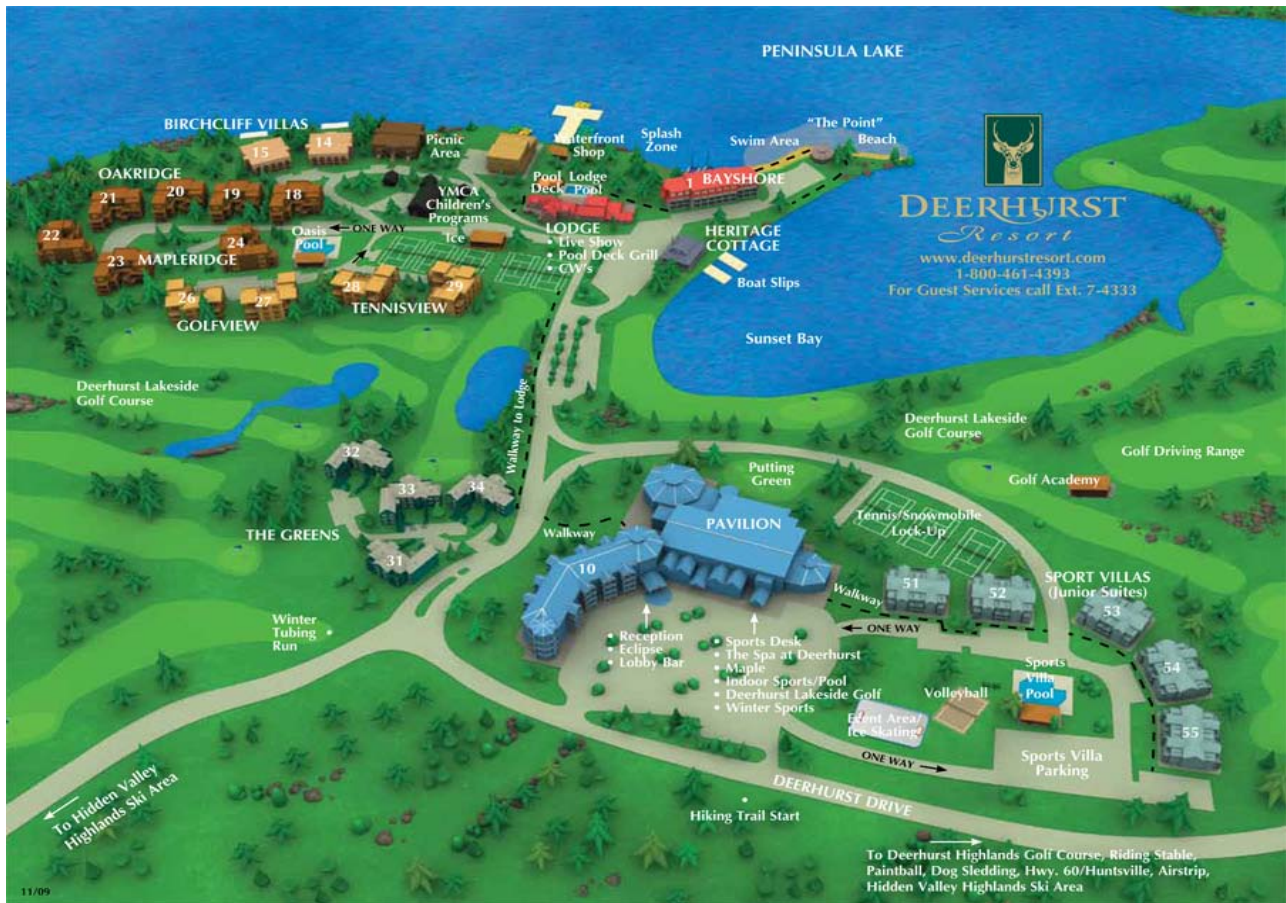 PENINSULA LAKE
BIRCHCLIFF VILLAS
15
14
Picnic
Area
Waterfront
Shop
Splash
Zone
Swim Area
"The Point"
Beach
OAKRIDGE
21
20
19
18
YMCA
Children's
Programs
Pool
Deck
Lodge
Pool
1
BAYSHORE
DEERHURST
Resort
www.deerhurstresort.com
1-800-461-4393
For Guest Services call Ext. 7-4333
22
23
24
MAPLERIDGE
Oasis
Pool
ONE WAY
Ice
LODGE
• Live Show
• Pool Deck Grill
• CW's
HERITAGE
COTTAGE
Boat Slips
26
27
GOLFVIEW
28
29
TENNISVIEW
Sunset Bay
Deerhurst Lakeside
Golf Course
Walkway to Lodge
Deerhurst Lakeside
Golf Course
Golf Driving Range
Golf Academy
32
33
34
31
THE GREENS
Putting
Green
PAVILION
Walkway
10
Tennis/Snowmobile
Lock-Up
Walkway
51
52
SPORT VILLAS
(Junior Suites)
53
54
55
ONE WAY
Winter
Tubing
Run
• Reception
• Eclipse
• Lobby Bar
• Sports Desk
• The Spa at Deerhurst
• Maple
• Indoor Sports/Pool
• Deerhurst Lakeside Golf
• Winter Sports
Volleyball
Sports
Villa
Pool
Event Area/
Ice Skating
ONE WAY
Sports Villa
Parking
DEERHURST DRIVE
Hiking Trail Start
To Hidden Valley
Highlands Ski Area
To Deerhurst Highlands Golf Course, Riding Stable,
Paintball, Dog Sledding, Hwy. 60/Huntsville, Airstrip,
Hidden Valley Highlands Ski Area
11/09